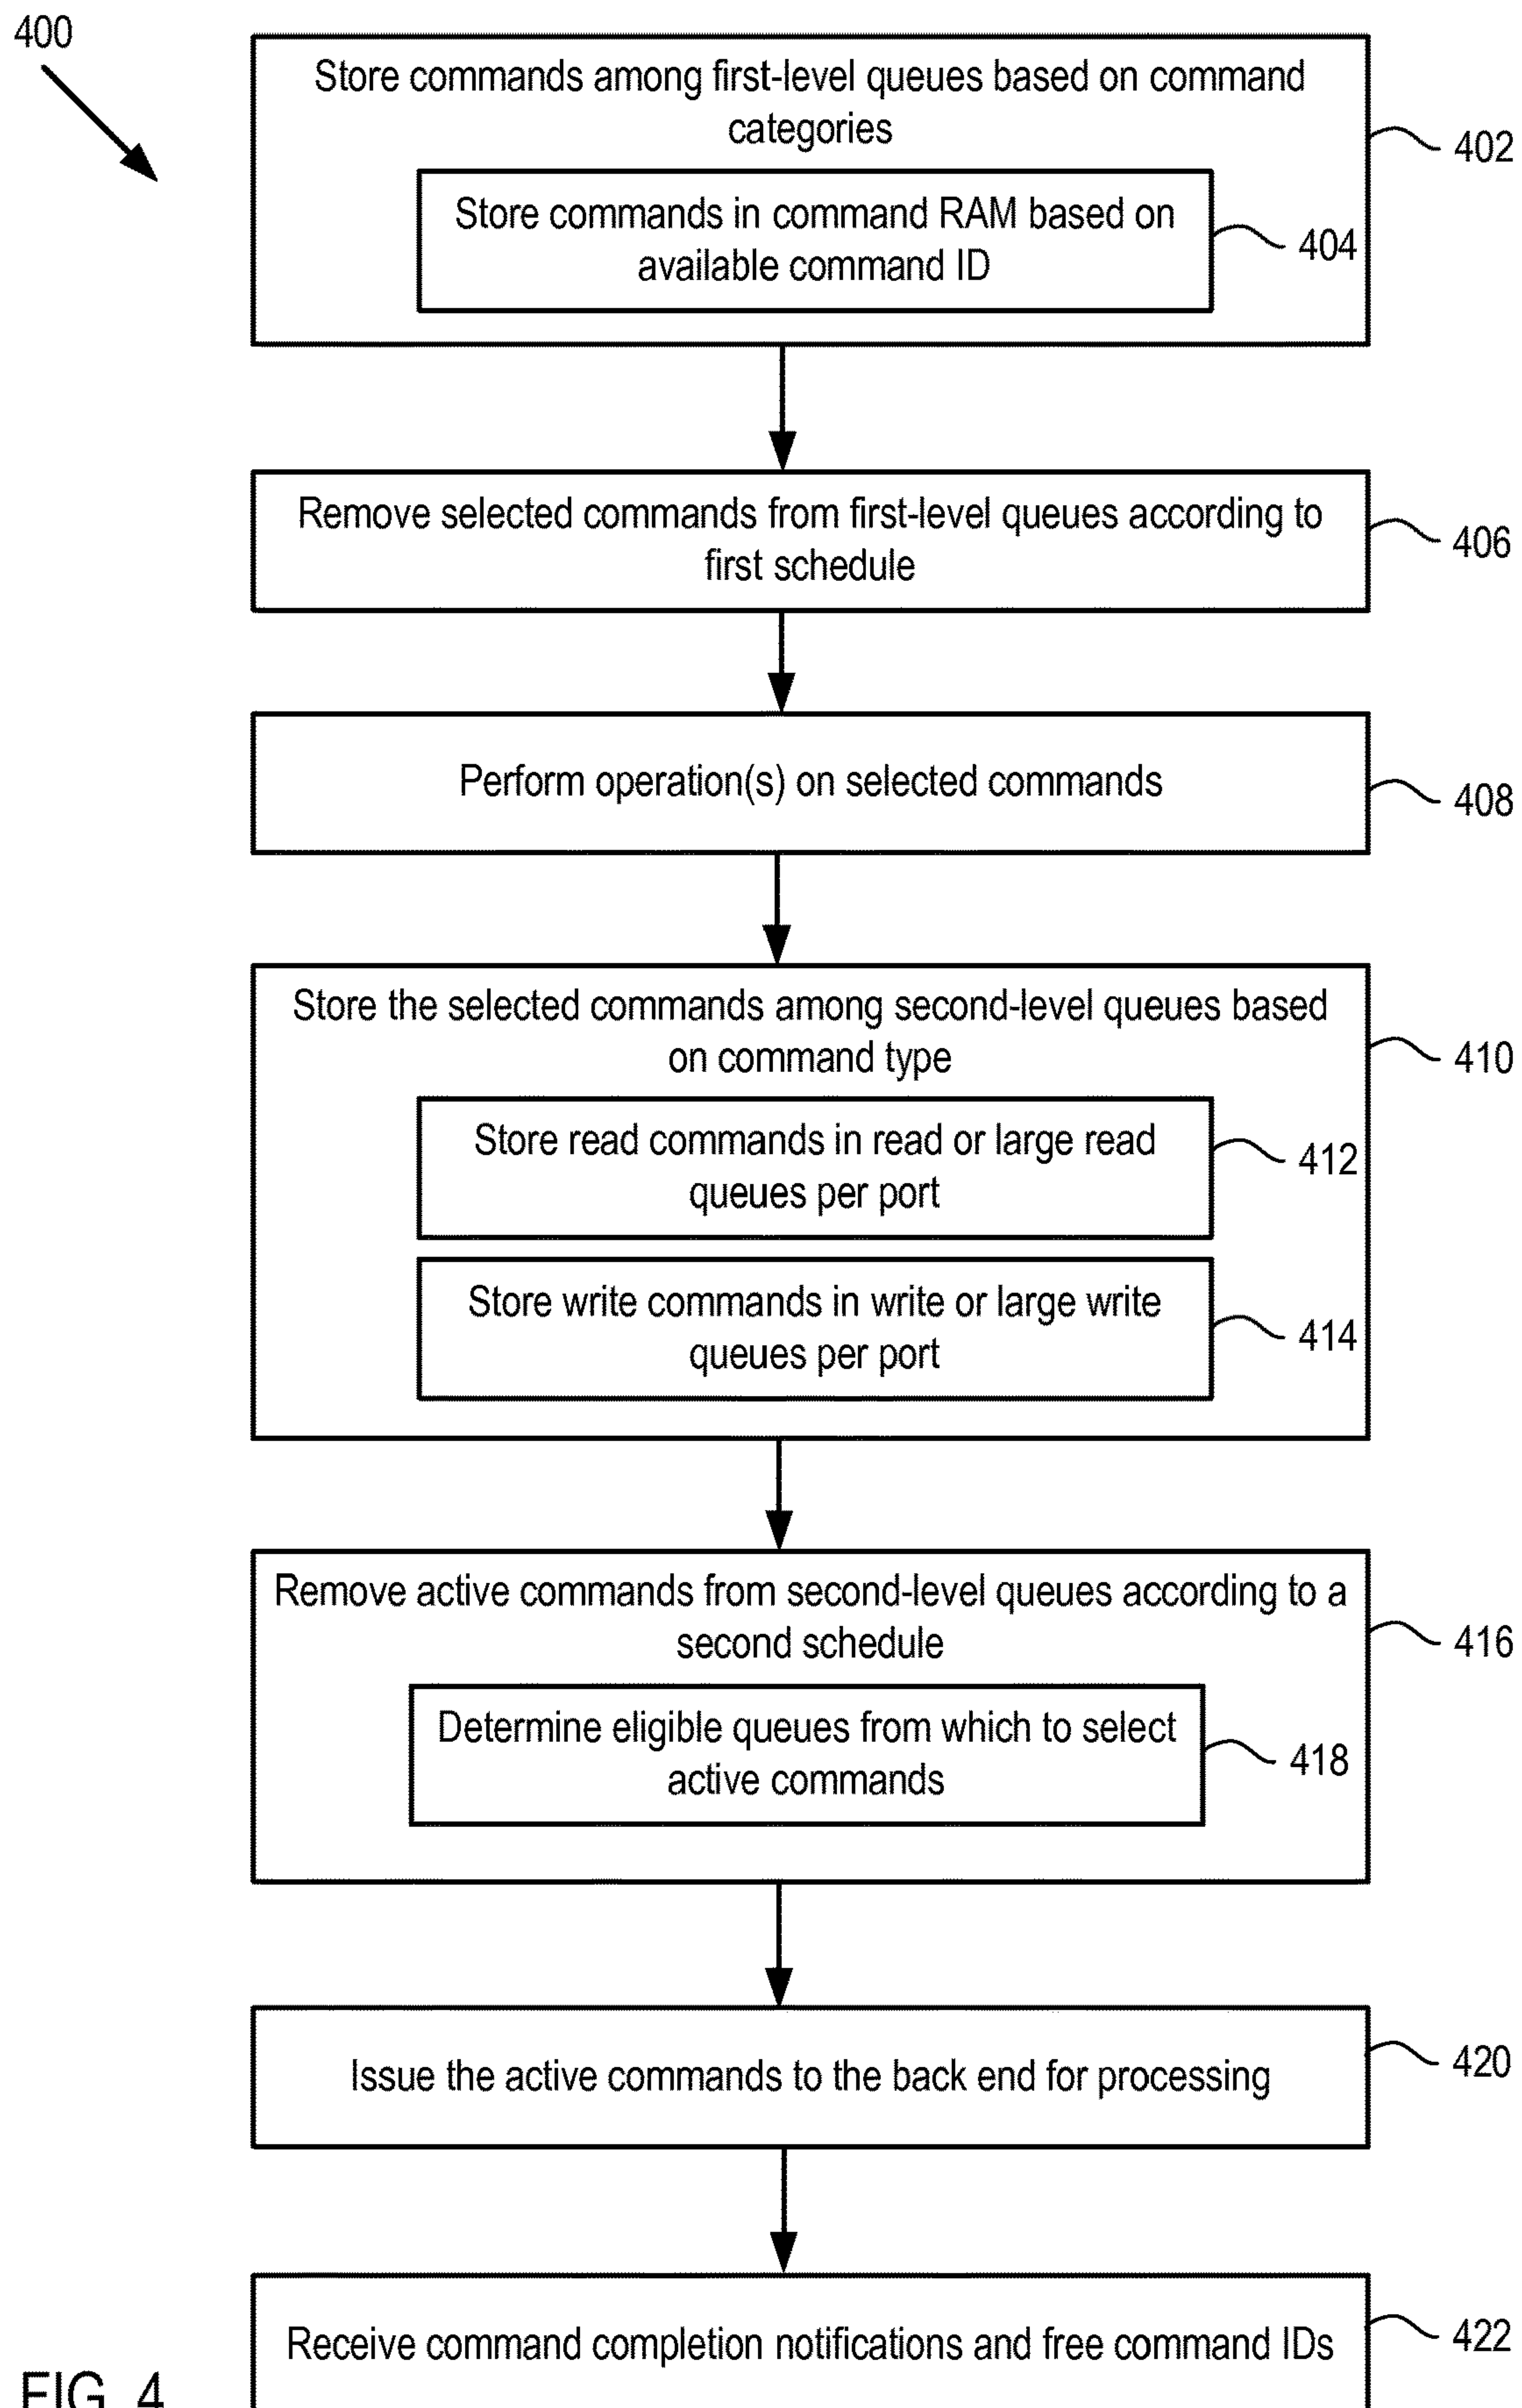 400
Store commands among first-level queues based on command
categories
402
Store commands in command RAM based on
available command ID
404
Remove selected commands from first-level queues according to
first schedule
406
Perform operation(s) on selected commands
408
Store the selected commands among second-level queues based
on command type
410
Store read commands in read or large read
queues per port
412
Store write commands in write or large write
queues per port
414
Remove active commands from second-level queues according to a
second schedule
416
Determine eligible queues from which to select
active commands
418
Issue the active commands to the back end for processing
420
Receive command completion notifications and free command IDs
422
FIG. 4